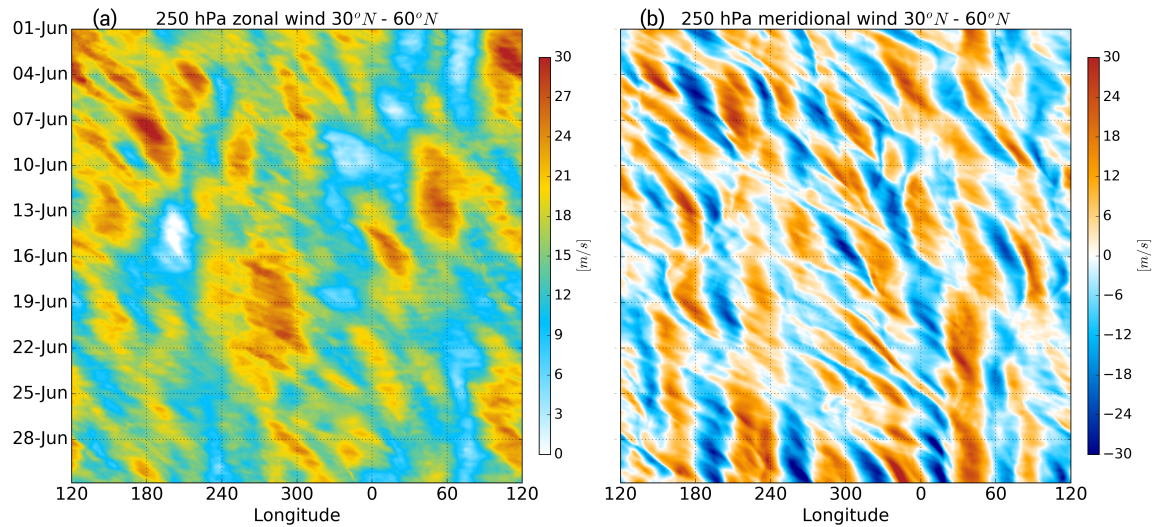 (a) 250 hPa zonal wind 30°N - 60°N
01-Jun
04-Jun
07-Jun
10-Jun
13-Jun
16-Jun
19-Jun
22-Jun
25-Jun
28-Jun
120 180 240 300 0 60 120
Longitude
30
27
24
21
18
15
12
9
6
3
0
[m/s]
(b) 250 hPa meridional wind 30°N - 60°N
120 180 240 300 0 60 120
Longitude
30
24
18
12
6
0
−6
−12
−18
−24
−30
[m/s]